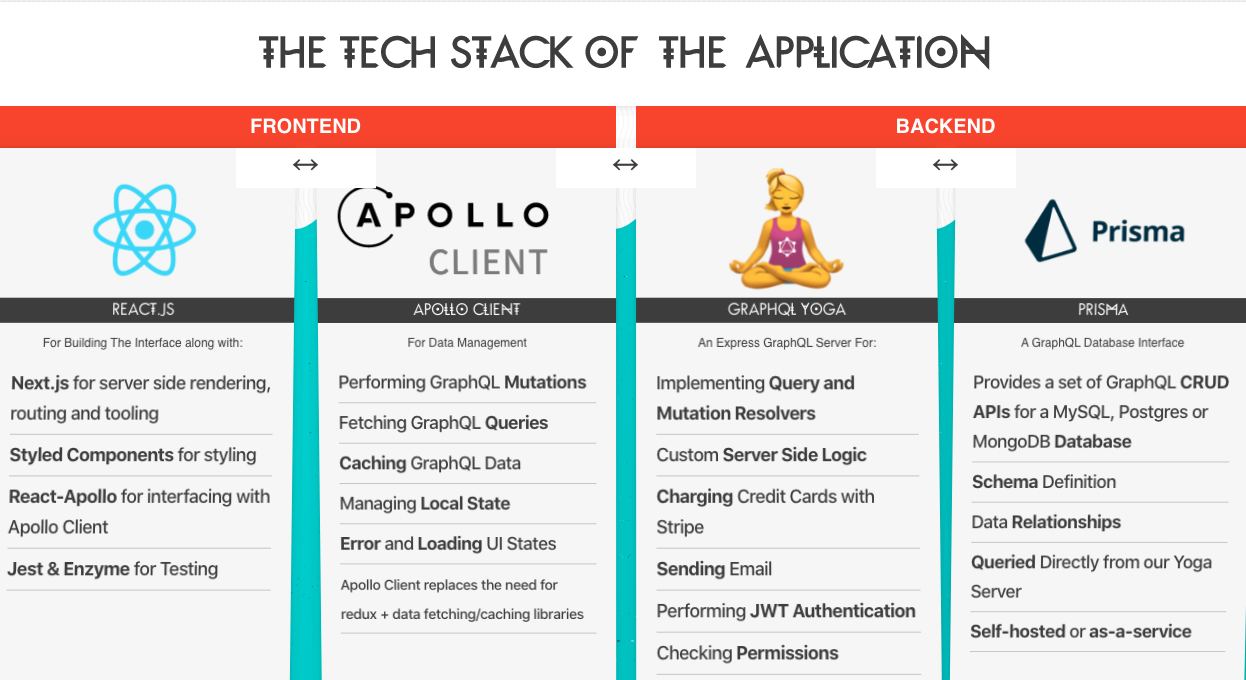 THE TECH STACK OF THE APPLICATION
FRONTEND
BACKEND
↔
↔
↔
APOLLO
CLIENT
Prisma
REACT.JS
APOLLO CLIENT
GRAPHQL YOGA
PRISMA
For Building The Interface along with:
Next.js for server side rendering,
routing and tooling
Styled Components for styling
React-Apollo for interfacing with
Apollo Client
Jest & Enzyme for Testing
For Data Management
Performing GraphQL Mutations
Fetching GraphQL Queries
Caching GraphQL Data
Managing Local State
Error and Loading UI States
Apollo Client replaces the need for
redux + data fetching/caching libraries
An Express GraphQL Server For:
Implementing Query and
Mutation Resolvers
Custom Server Side Logic
Charging Credit Cards with
Stripe
Sending Email
Performing JWT Authentication
Checking Permissions
A GraphQL Database Interface
Provides a set of GraphQL CRUD
APIs for a MySQL, Postgres or
MongoDB Database
Schema Definition
Data Relationships
Queried Directly from our Yoga
Server
Self-hosted or as-a-service